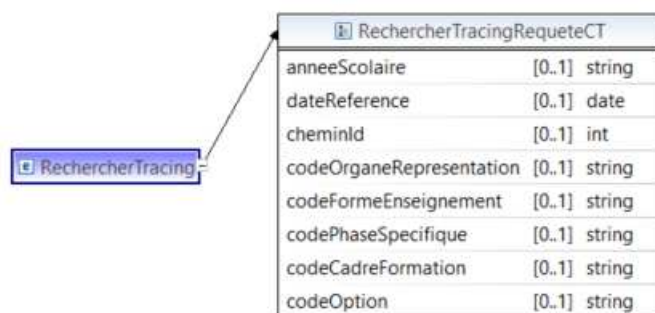 RechercherTracingRequeteCT
anneeScolaire [0..1] string
dateReference [0..1] date
cheminId [0..1] int
RechercherTracing
codeOrganeRepresentation [0..1] string
codeFormeEnseignement [0..1] string
codePhaseSpecifique [0..1] string
codeCadreFormation [0..1] string
codeOption [0..1] string